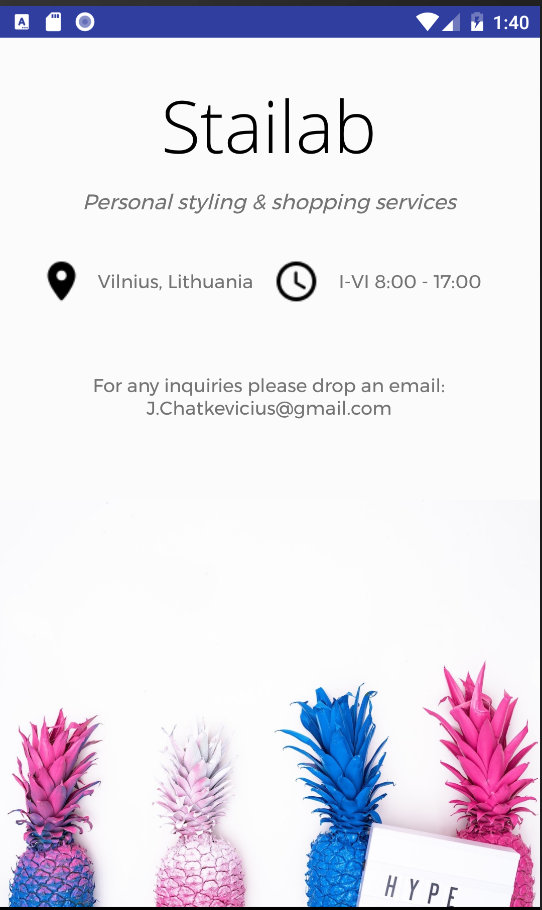 1:40
Stailab
Personal styling & shopping services
Vilnius, Lithuania
I-VI 8:00 - 17:00
For any inquiries please drop an email:
J.Chatkevicius@gmail.com
HYPE